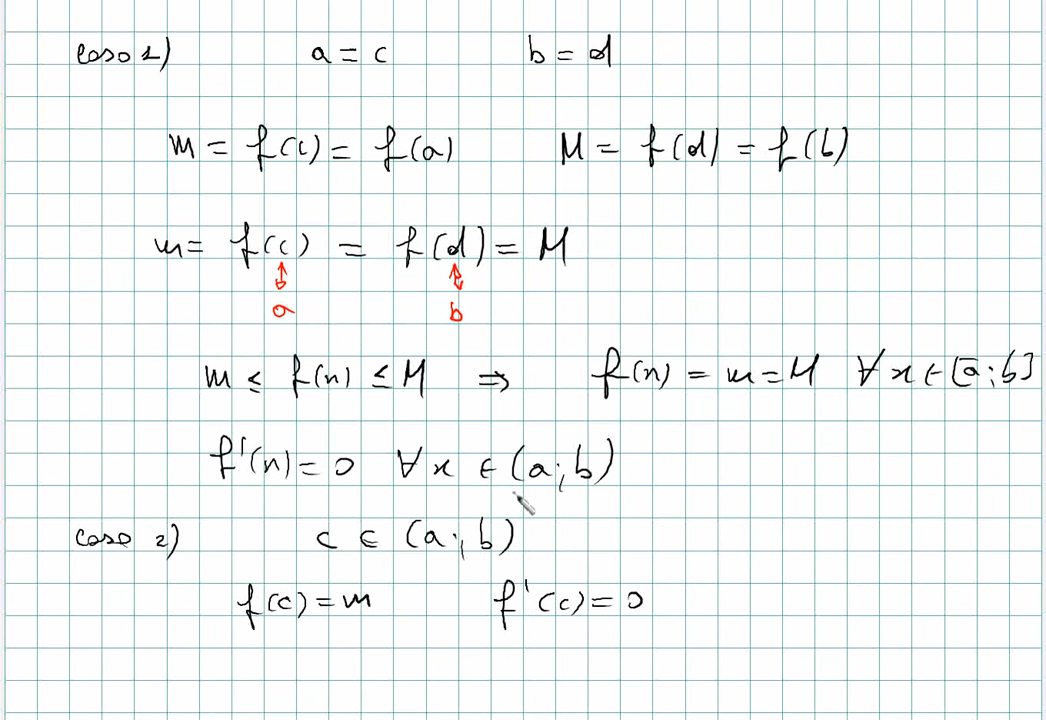 caso 1) a = c b = d
m = f(c) = f(a) M = f(d) = f(b)
m = f(c) = f(d) = M
a b
m ≤ f(x) ≤ M ⇒ f(x) = m = M ∀ x ∈ [a; b]
f'(x) = 0 ∀ x ∈ (a; b)
caso 2) c ∈ (a; b)
f(c) = m f'(c) = 0